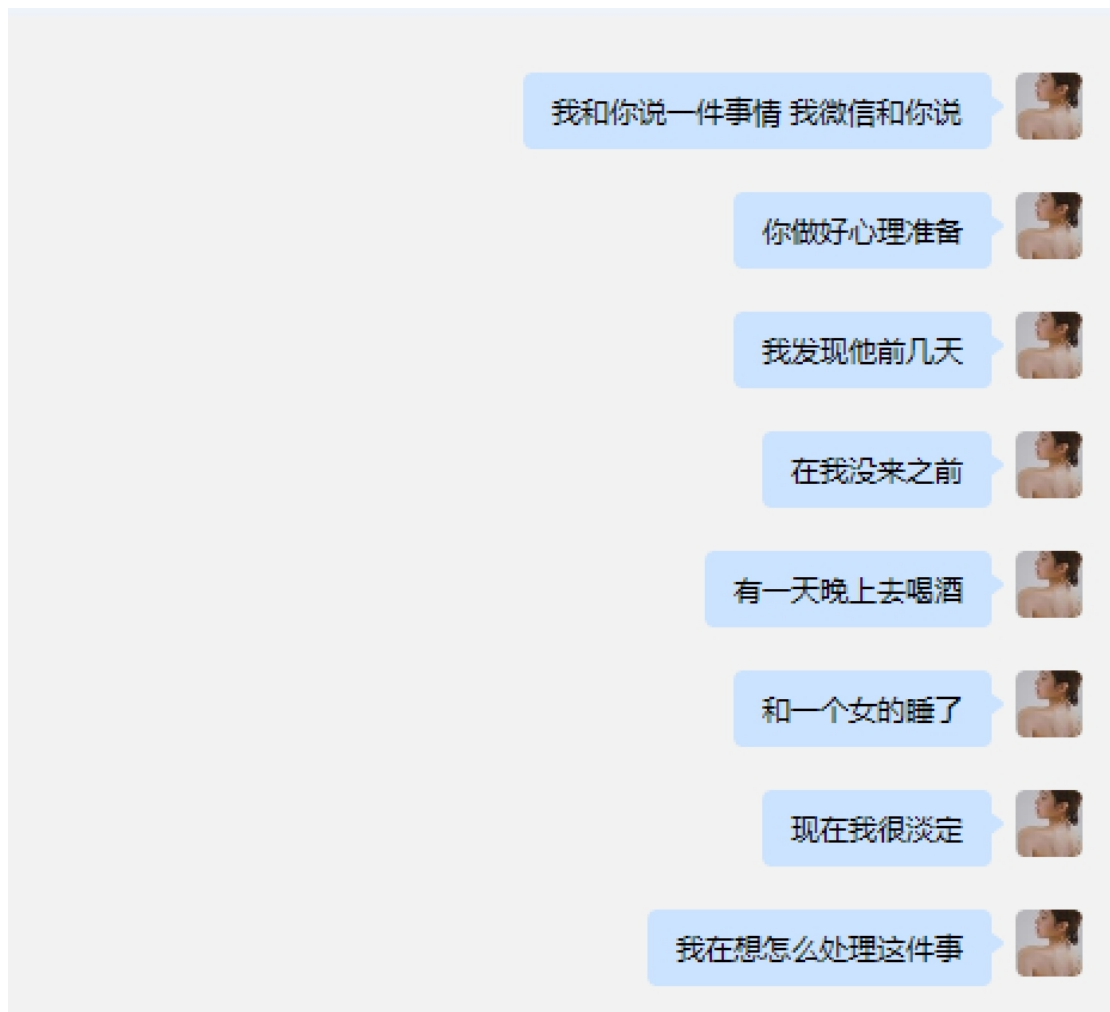 我和你说一件事情 我微信和你说
你做好心理准备
我发现他前几天
在我没来之前
有一天晚上去喝酒
和一个女的睡了
现在我很淡定
我在想怎么处理这件事